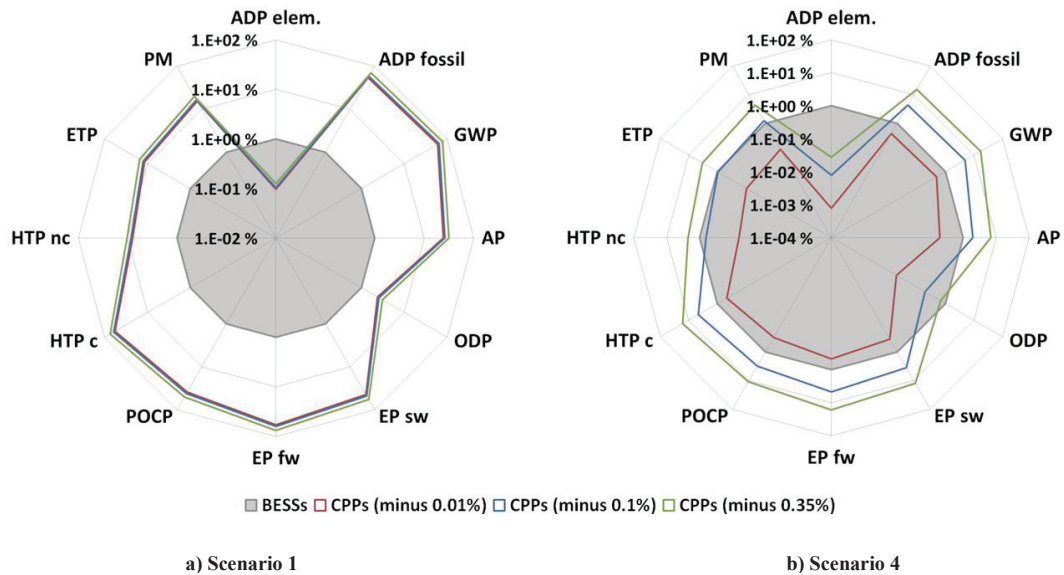 ADP elem.
1.E+02 %
1.E+01 %
1.E+00 %
1.E-01 %
1.E-02 %
ADP fossil
GWP
AP
ODP
EP sw
EP fw
POCP
HTP c
HTP nc
ETP
PM
ADP elem.
1.E+02 %
1.E+01 %
1.E+00 %
1.E-01 %
1.E-02 %
1.E-03 %
1.E-04 %
ADP fossil
GWP
AP
ODP
EP sw
EP fw
POCP
HTP c
HTP nc
ETP
PM
BESSs CPPs (minus 0.01%) CPPs (minus 0.1%) CPPs (minus 0.35%)
a) Scenario 1
b) Scenario 4